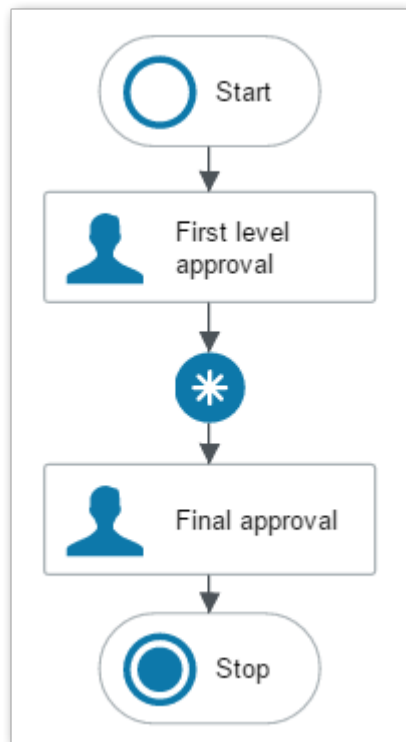 Start
First level
approval
Final approval
Stop